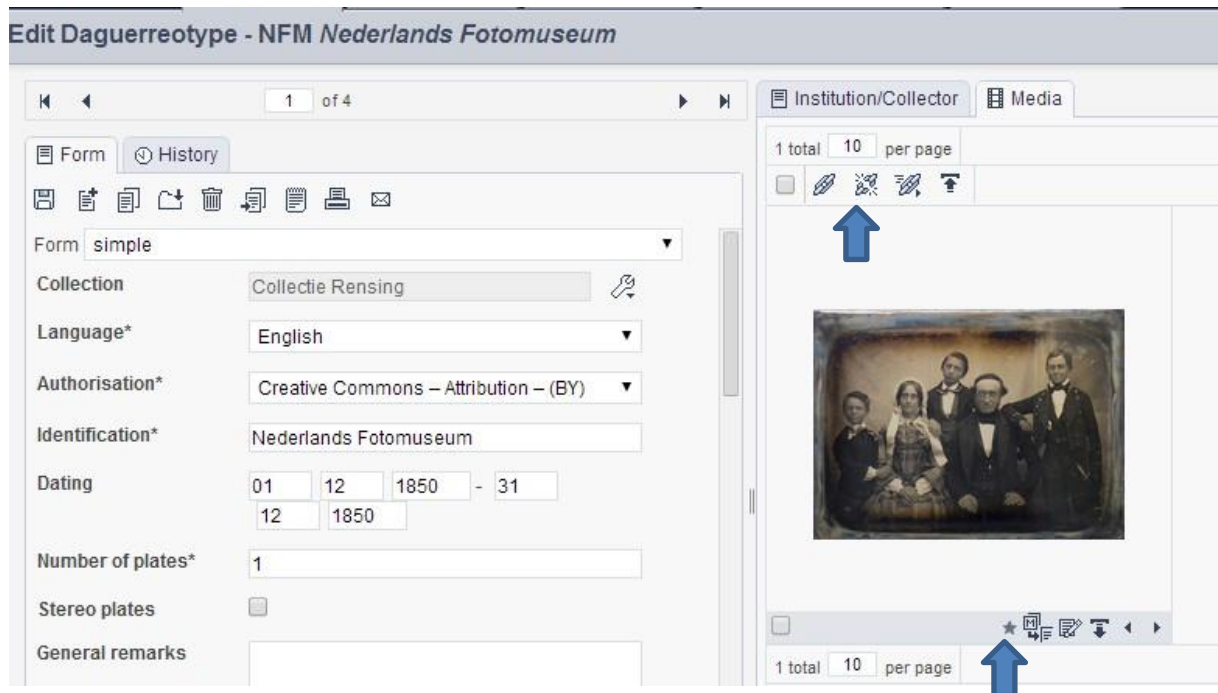 Edit Daguerreotype - NFM Nederlands Fotomuseum
1 of 4
Form History
Form simple
Collection Collectie Rensing
Language* English
Authorisation* Creative Commons – Attribution – (BY)
Identification* Nederlands Fotomuseum
Dating 01 12 1850 - 31
12 1850
Number of plates* 1
Stereo plates
General remarks
Institution/Collector Media
1 total 10 per page
M
1 total 10 per page